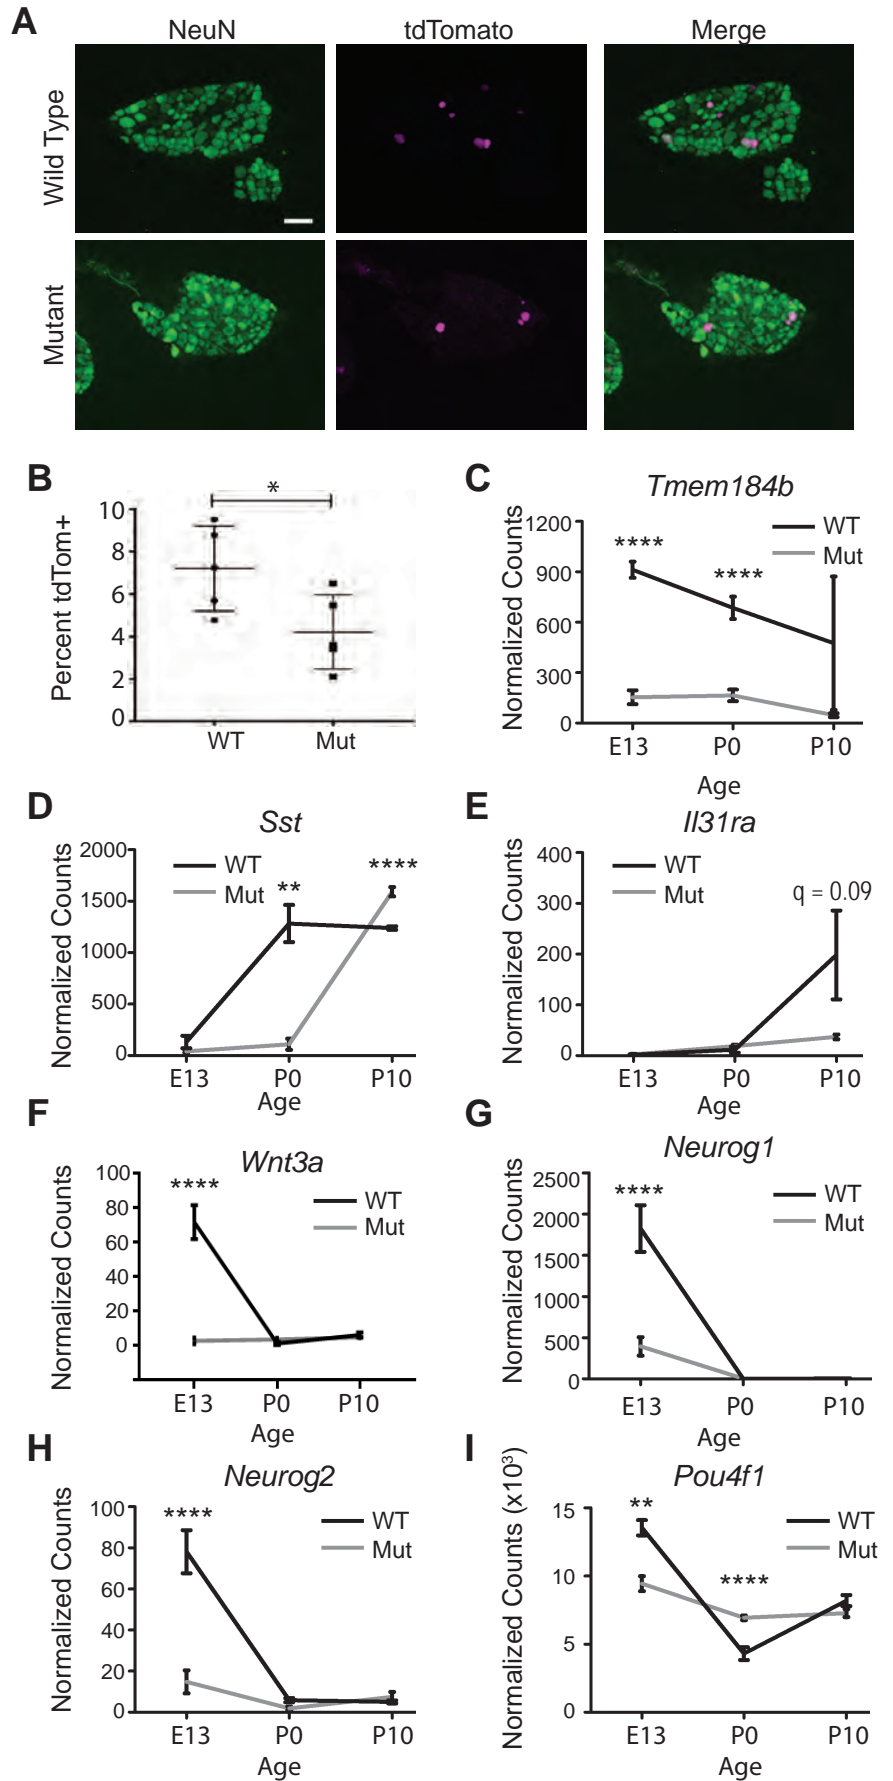 A
NeuN
tdTomato
Merge
Wild Type
Mutant
B
Percent tdTom+
10
8
6
4
2
0
*
WT
Mut
C
Tmem184b
Normalized Counts
1200
900
600
300
0
****
****
WT
Mut
E13
P0
P10
Age
D
Sst
Normalized Counts
2000
1500
1000
500
0
WT
Mut
**
****
E13
P0
P10
Age
E
Il31ra
Normalized Counts
400
300
200
100
0
WT
Mut
q = 0.09
E13
P0
P10
Age
F
Wnt3a
Normalized Counts
100
80
60
40
20
0
****
WT
Mut
E13
P0
P10
Age
G
Neurog1
Normalized Counts
2500
2000
1500
1000
500
0
****
WT
Mut
E13
P0
P10
Age
H
Neurog2
Normalized Counts
100
80
60
40
20
0
****
WT
Mut
E13
P0
P10
Age
I
Pou4f1
Normalized Counts (x10³)
15
10
5
0
**
****
WT
Mut
E13
P0
P10
Age